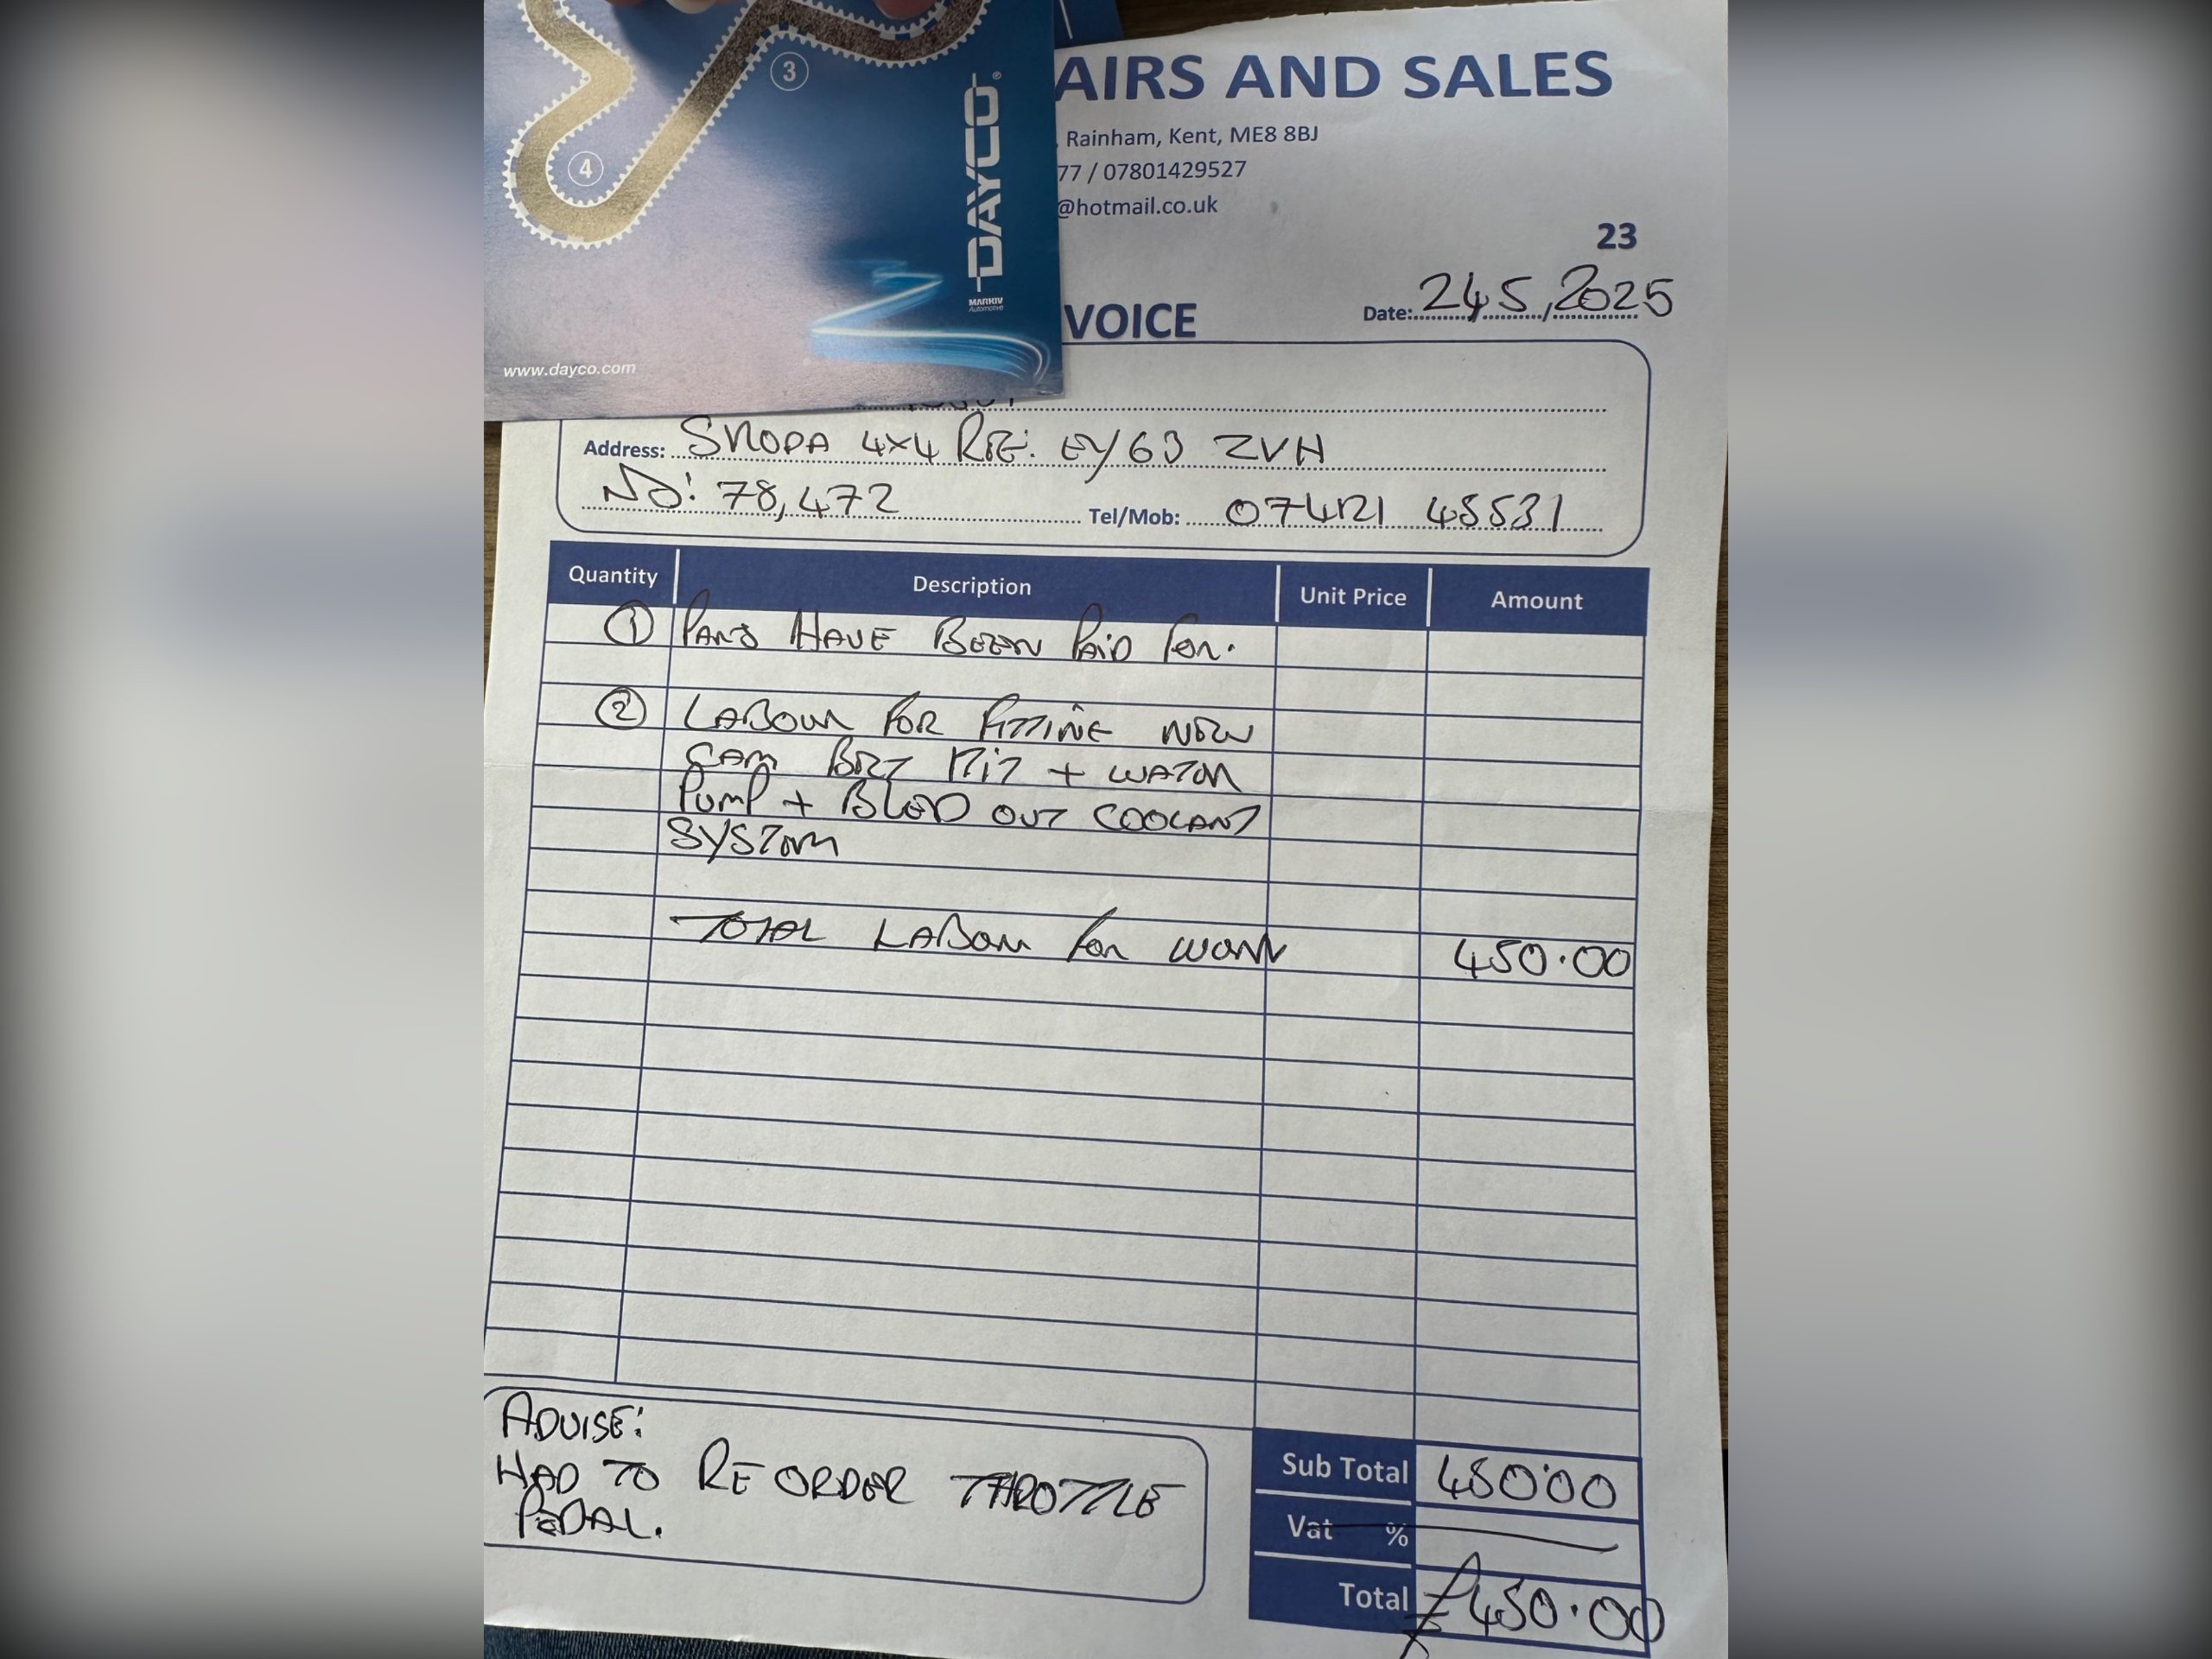 3
4
DAYCO®
MARKIV
Automotive
www.dayco.com
AIRS AND SALES
Rainham, Kent, ME8 8BJ
77 / 07801429527
@hotmail.co.uk
23
VOICE
Date: 24/5/2025
Address: SKODA 4x4 REG: EY63 ZVH
78,472
Tel/Mob: 074121 45531
Quantity Description Unit Price Amount
1 PARTS HAVE BEEN PAID FOR.
2 LABOUR FOR FITTING NEW
CAM BELT KIT + WATER
PUMP + BLED OUT COOLANT
SYSTEM
TOTAL LABOUR FOR WORK 450.00
ADVISE:
HAD TO RE ORDER THROTTLE
PEDAL.
Sub Total 450.00
Vat %
Total £450.00